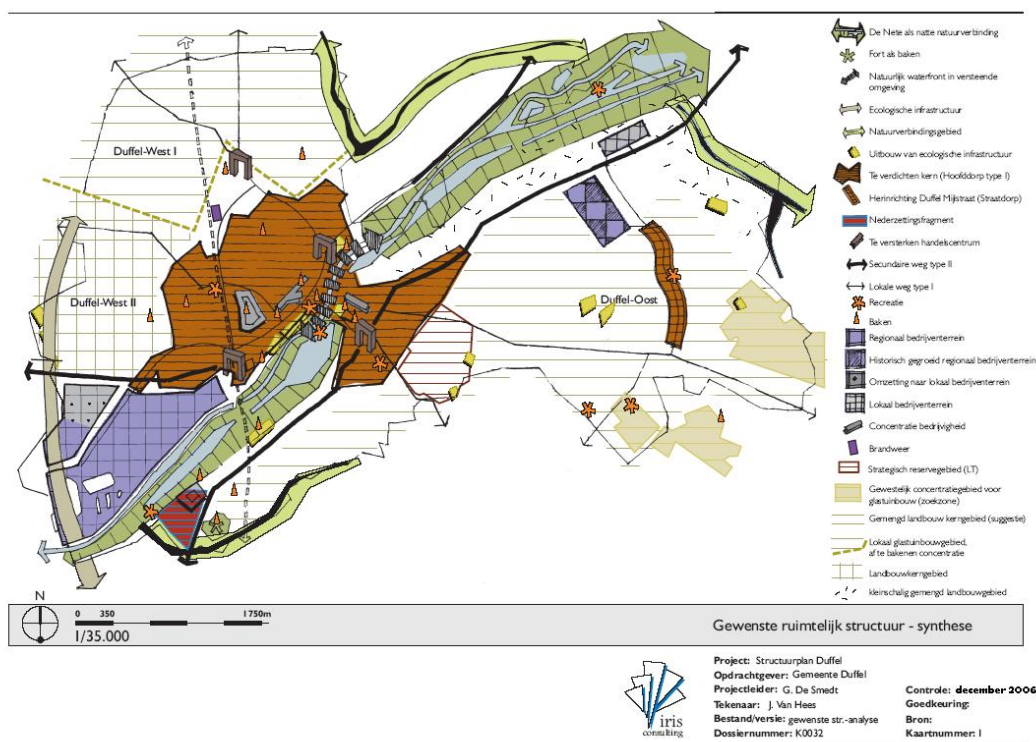 De Nete als natte natuurverbinding
Fort als baken
Natuurlijk waterfront in versteende
omgeving
Ecologische infrastructuur
Natuurverbindingsgebied
Uitbouw van ecologische infrastructuur
Te verdichten kern (Hoofddorp type I)
Herinrichting Duffel Mijlstraat (Straatdorp)
Nederzettingsfragment
Te versterken handelscentrum
Secundaire weg type II
Lokale weg type I
Recreatie
Baken
Regionaal bedrijventerrein
Historisch gegroeid regionaal bedrijventerrein
Omzetting naar lokaal bedrijventerrein
Lokaal bedrijventerrein
Concentratie bedrijvigheid
Brandweer
Strategisch reservegebied (LT)
Gewestelijk concentratiegebied voor
glastuinbouw (zoekzone)
Gemengd landbouw kerngebied (suggestie)
Lokaal glastuinbouwgebied,
af te bakenen concentratie
Landbouwkerngebied
kleinschalig gemengd landbouwgebied
Duffel-West I
Duffel-West II
Duffel-Oost
N
0 350 1750m
1/35.000
Gewenste ruimtelijk structuur - synthese
iris
consulting
Project: Structuurplan Duffel
Opdrachtgever: Gemeente Duffel
Projectleider: G. De Smedt
Tekenaar: J. Van Hees
Bestand/versie: gewenste str.-analyse
Dossiernummer: K0032
Controle: december 2006
Goedkeuring:
Bron:
Kaartnummer: I